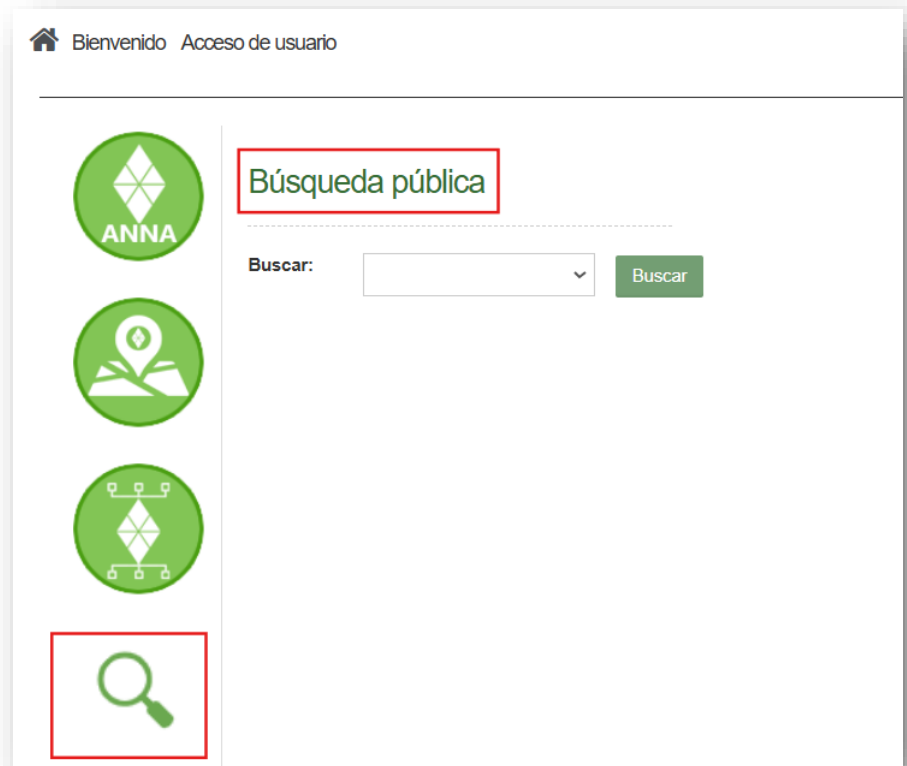 Bienvenido Acceso de usuario
ANNA
Búsqueda pública
Buscar:
Buscar